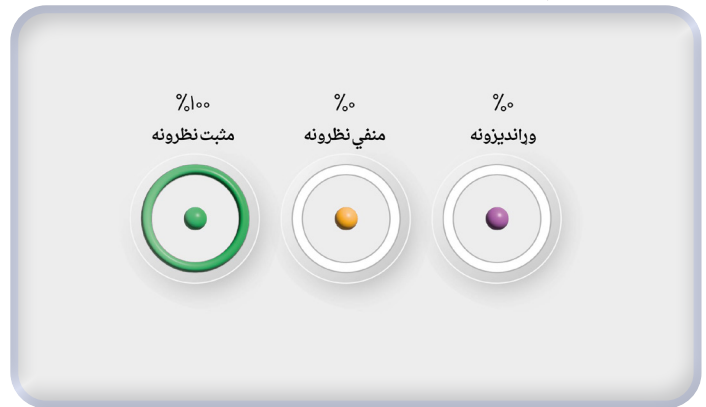 %۰
وړاندیزونه
%۰
منفي نظرونه
%۱۰۰
مثبت نظرونه